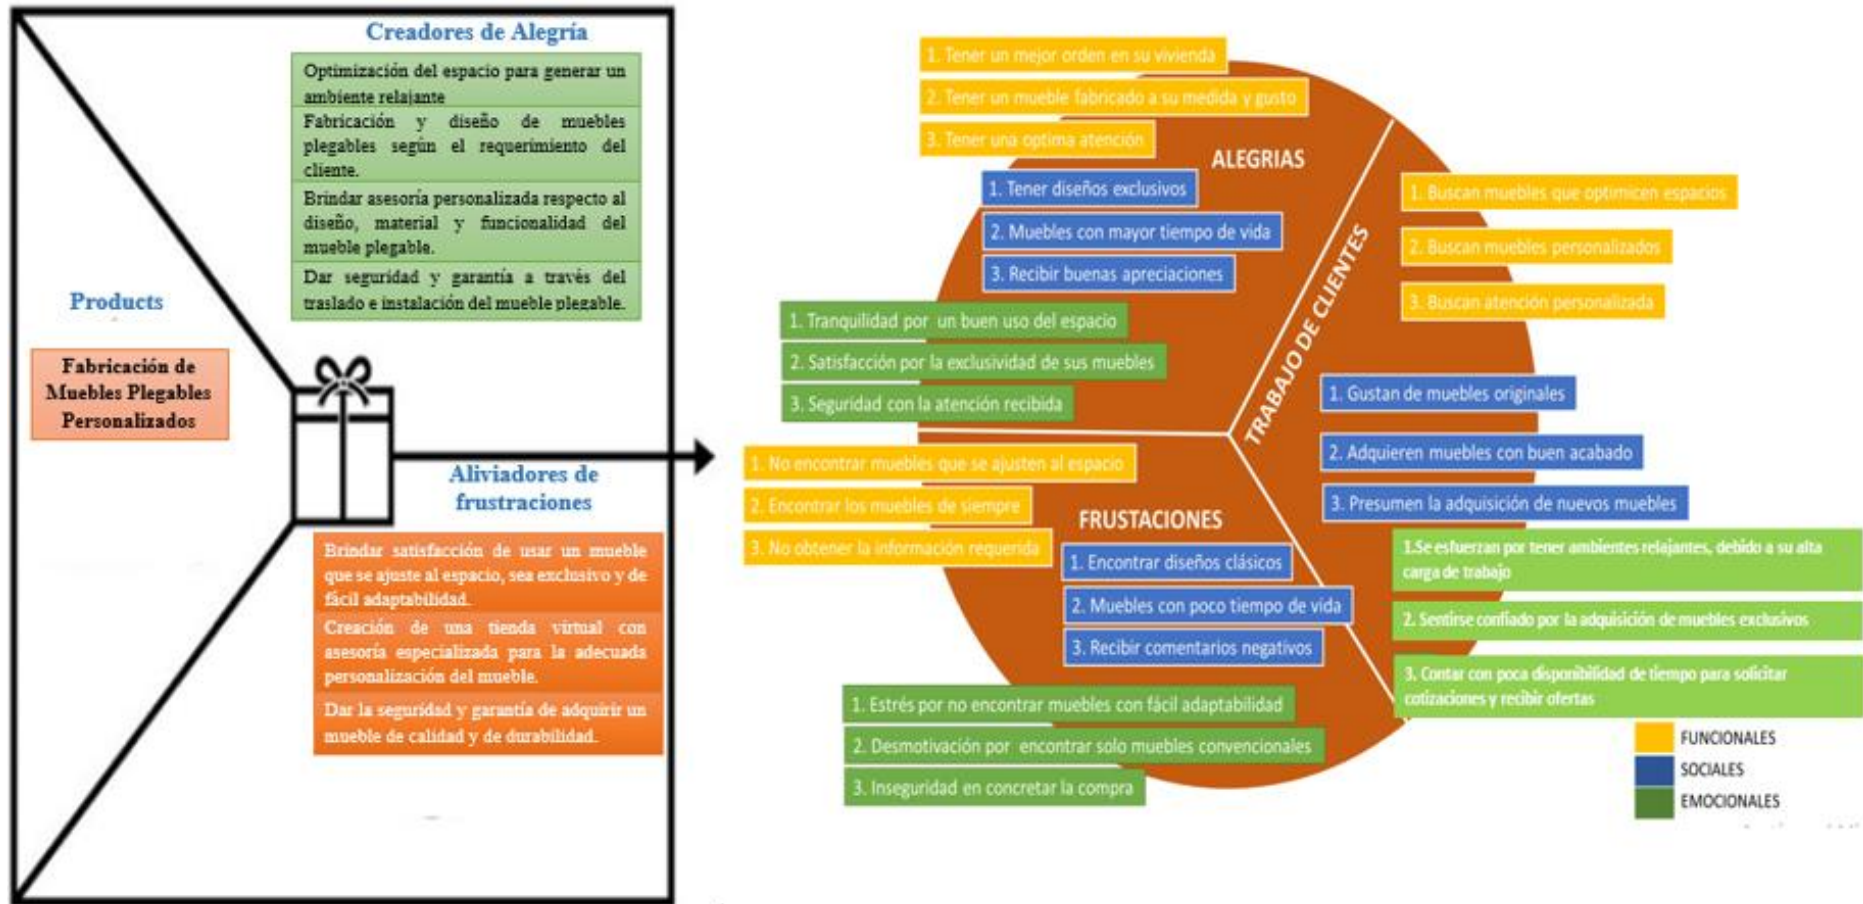 Creadores de Alegría
Optimización del espacio para generar un
ambiente relajante
Fabricación y diseño de muebles
plegables según el requerimiento del
cliente.
Brindar asesoría personalizada respecto al
diseño, material y funcionalidad del
mueble plegable.
Dar seguridad y garantía a través del
traslado e instalación del mueble plegable.
Products
Fabricación de
Muebles Plegables
Personalizados
Aliviadores de
frustraciones
Brindar satisfacción de usar un mueble
que se ajuste al espacio, sea exclusivo y de
fácil adaptabilidad.
Creación de una tienda virtual con
asesoría especializada para la adecuada
personalización del mueble.
Dar la seguridad y garantía de adquirir un
mueble de calidad y de durabilidad.
ALEGRIAS
1. Tener un mejor orden en su vivienda
2. Tener un mueble fabricado a su medida y gusto
3. Tener una optima atención
1. Tener diseños exclusivos
2. Muebles con mayor tiempo de vida
3. Recibir buenas apreciaciones
1. Tranquilidad por un buen uso del espacio
2. Satisfacción por la exclusividad de sus muebles
3. Seguridad con la atención recibida
TRABAJO DE CLIENTES
1. Buscan muebles que optimicen espacios
2. Buscan muebles personalizados
3. Buscan atención personalizada
1. Gustan de muebles originales
2. Adquieren muebles con buen acabado
3. Presumen la adquisición de nuevos muebles
1.Se esfuerzan por tener ambientes relajantes, debido a su alta
carga de trabajo
2. Sentirse confiado por la adquisición de muebles exclusivos
3. Contar con poca disponibilidad de tiempo para solicitar
cotizaciones y recibir ofertas
FRUSTACIONES
1. No encontrar muebles que se ajusten al espacio
2. Encontrar los muebles de siempre
3. No obtener la información requerida
1. Encontrar diseños clásicos
2. Muebles con poco tiempo de vida
3. Recibir comentarios negativos
1. Estrés por no encontrar muebles con fácil adaptabilidad
2. Desmotivación por encontrar solo muebles convencionales
3. Inseguridad en concretar la compra
FUNCIONALES
SOCIALES
EMOCIONALES